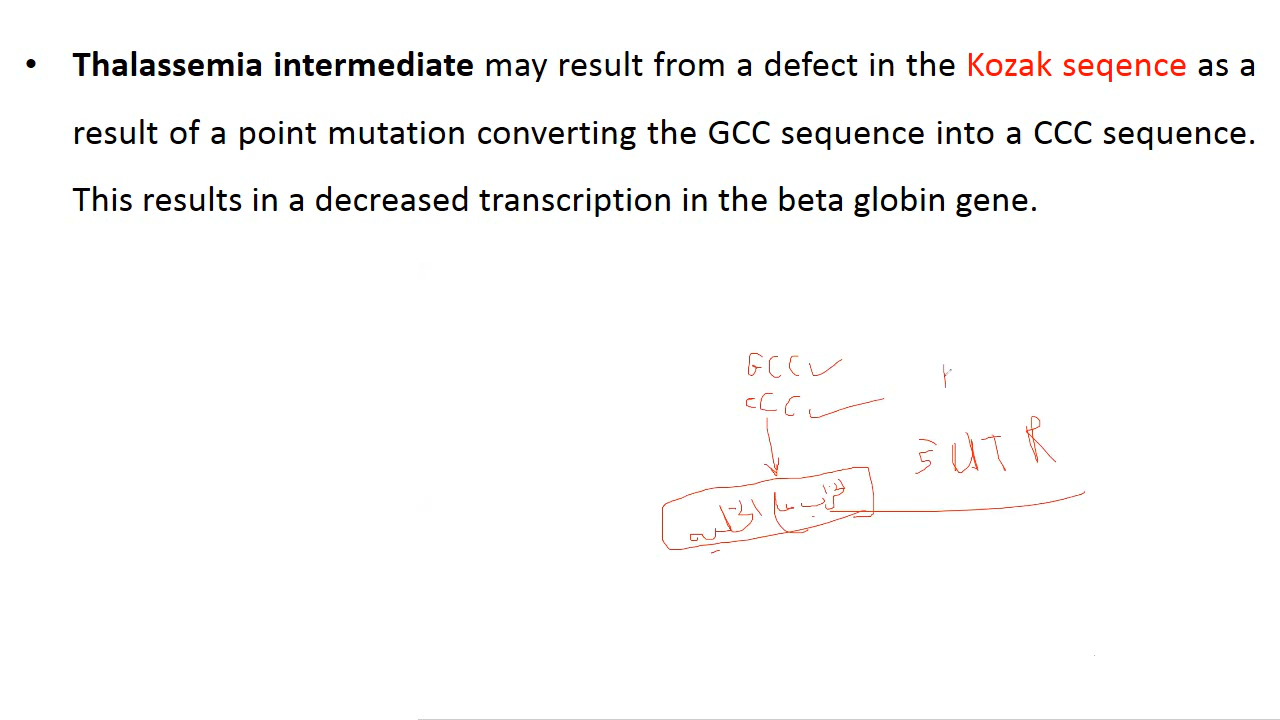 • Thalassemia intermediate may result from a defect in the Kozak seqence as a
result of a point mutation converting the GCC sequence into a CCC sequence.
This results in a decreased transcription in the beta globin gene.
GCC
CCC
5 UTR